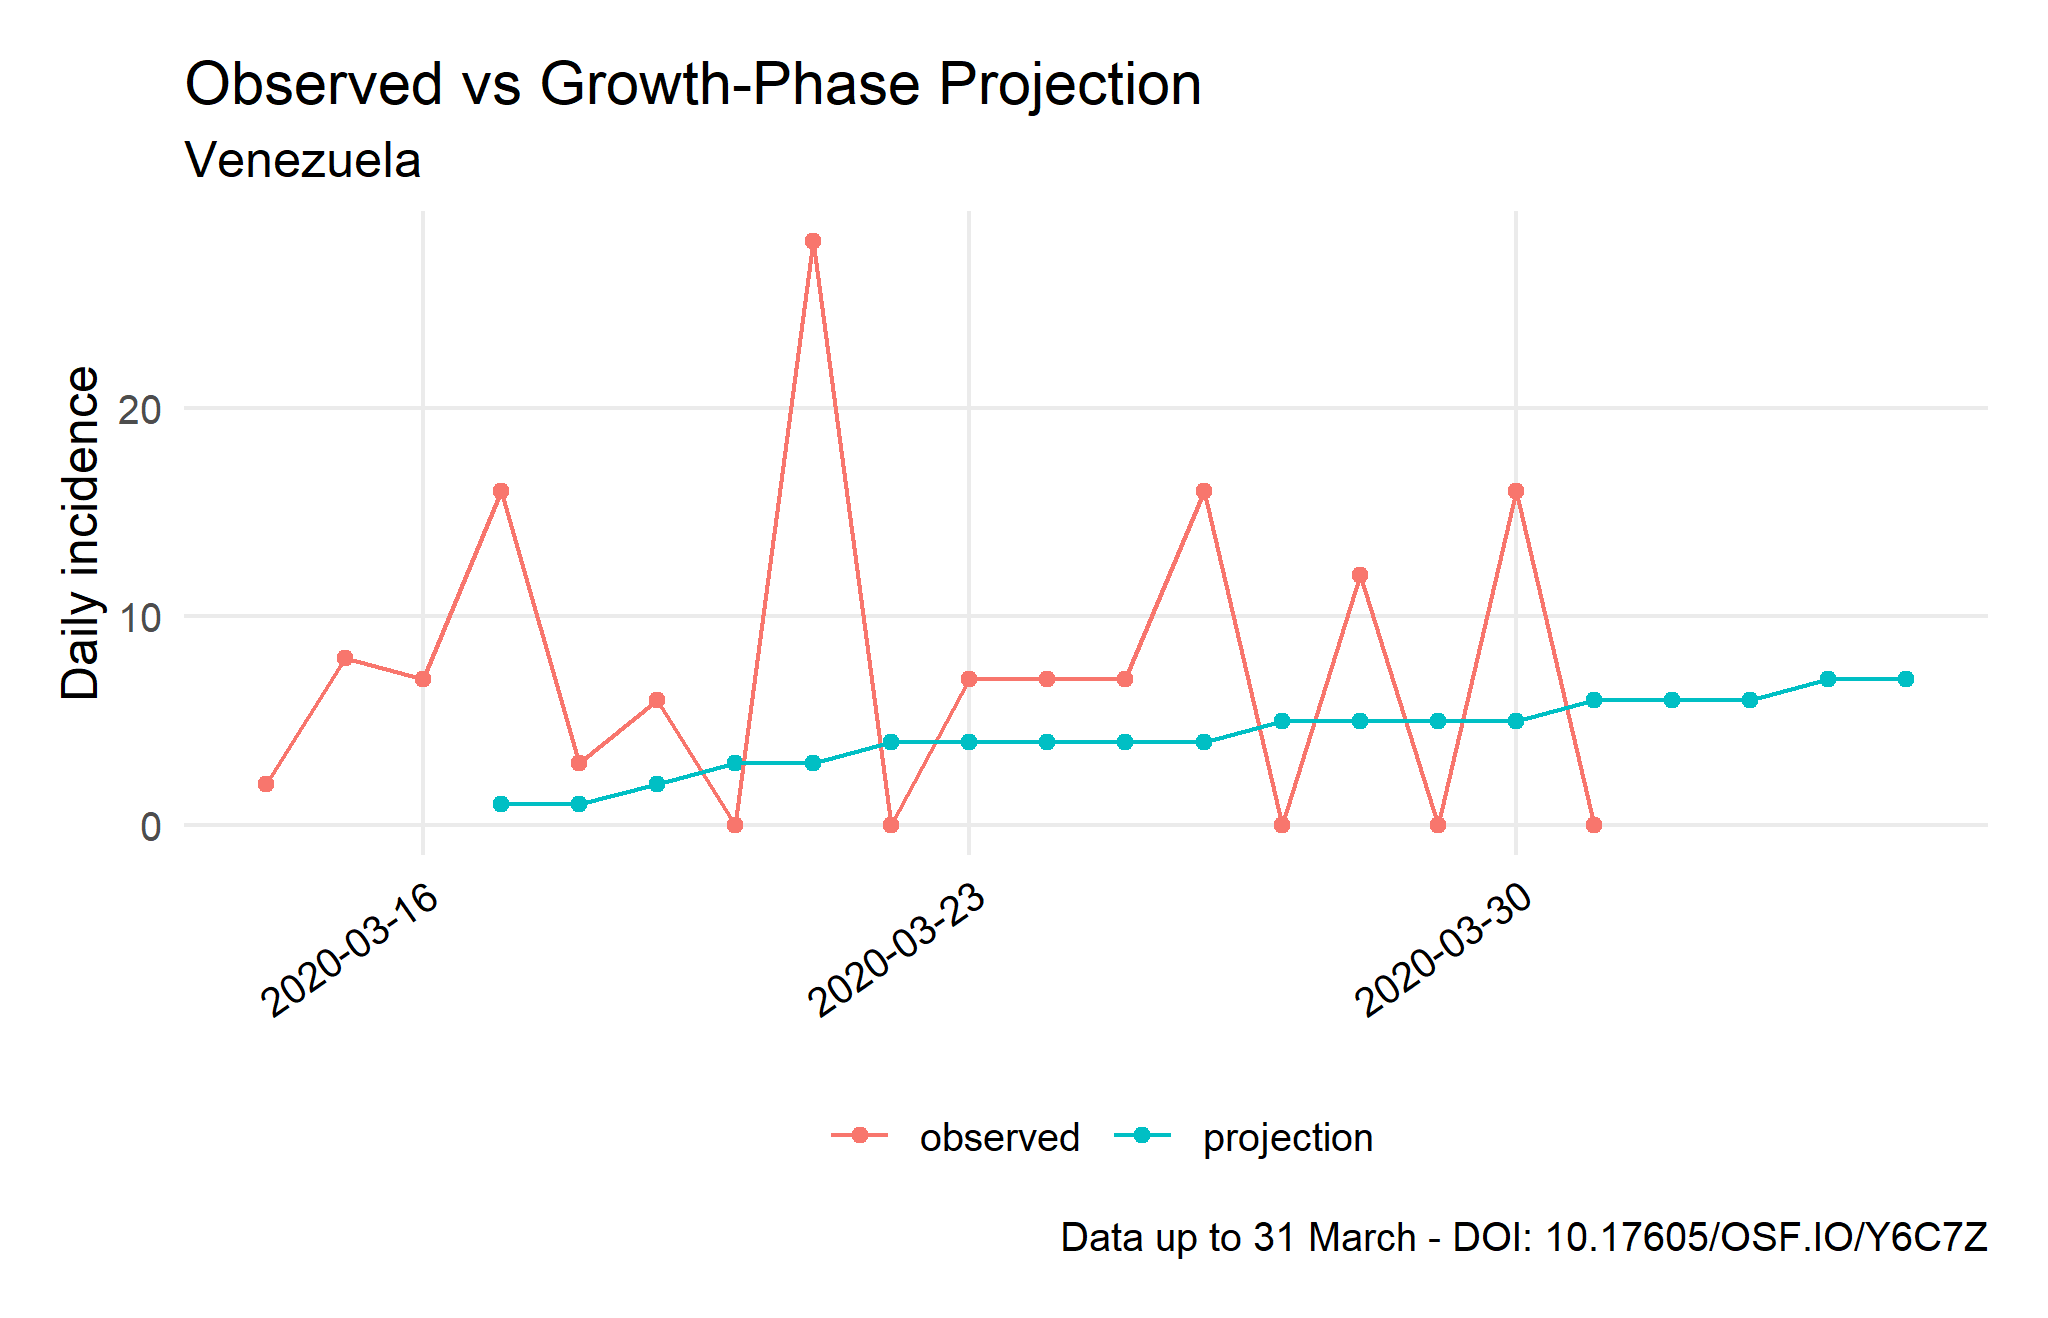 Observed vs Growth-Phase Projection
Venezuela
Daily incidence
20
10
0
2020-03-16
2020-03-23
2020-03-30
observed
projection
Data up to 31 March - DOI: 10.17605/OSF.IO/Y6C7Z